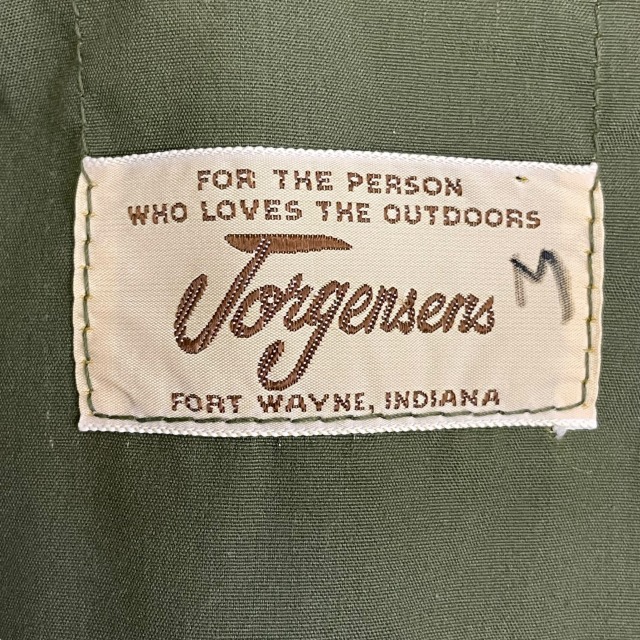 FOR THE PERSON
WHO LOVES THE OUTDOORS
Jorgensens
M
FORT WAYNE, INDIANA